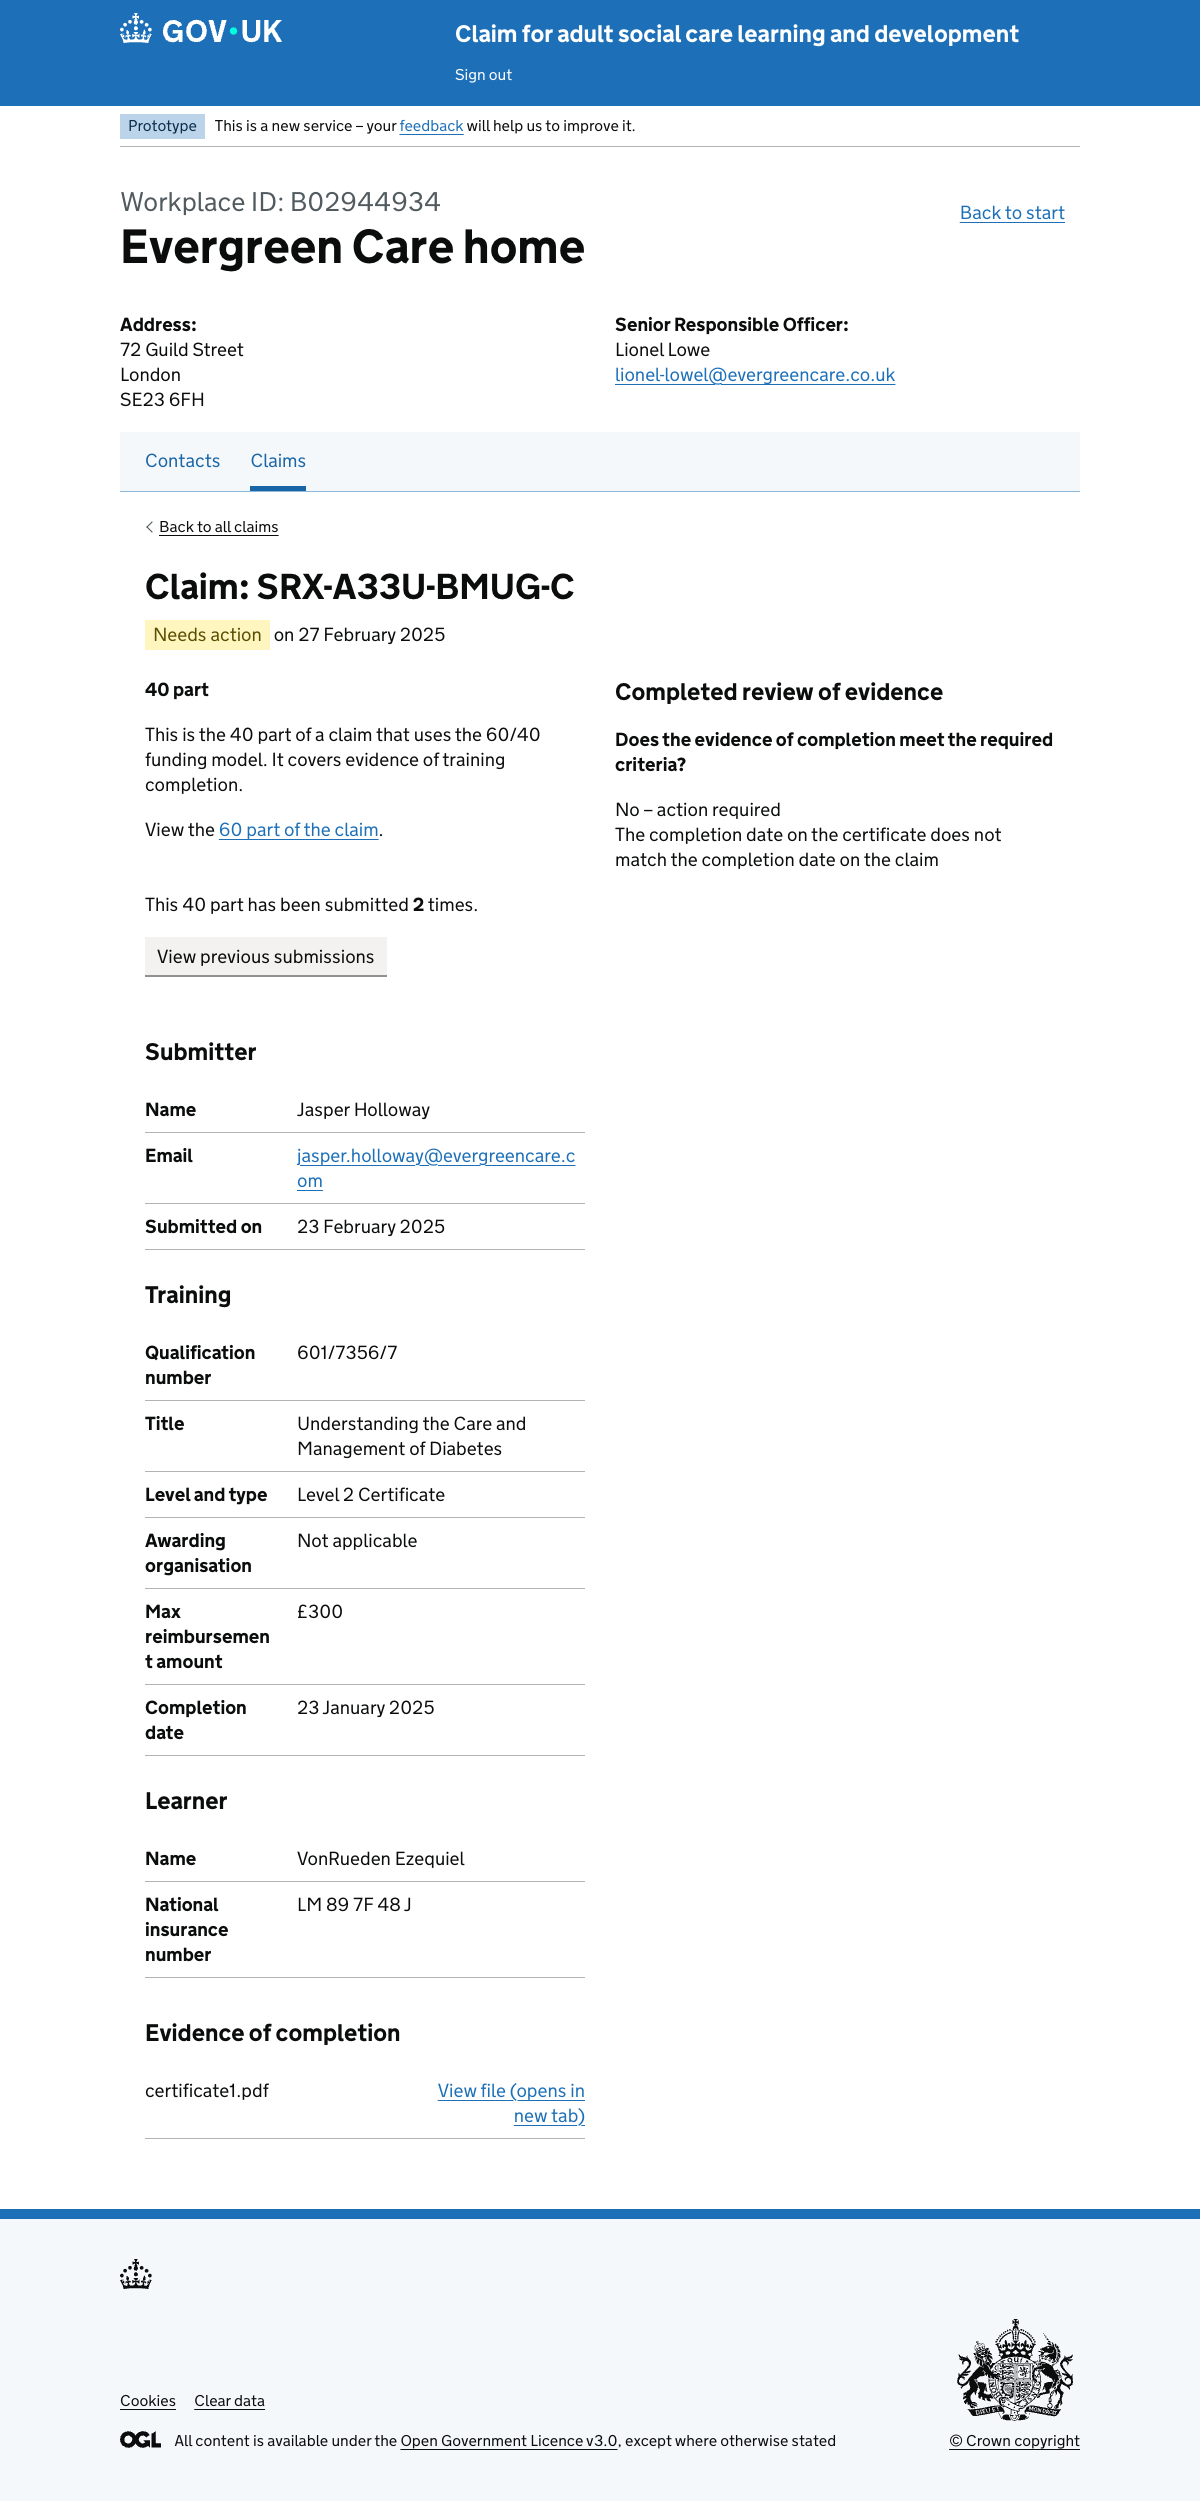 GOV·UK
Claim for adult social care learning and development
Sign out
Prototype This is a new service – your feedback will help us to improve it.
Workplace ID: B02944934
Evergreen Care home
Back to start
Address:
72 Guild Street
London
SE23 6FH
Senior Responsible Officer:
Lionel Lowe
lionel-lowel@evergreencare.co.uk
Contacts Claims
Back to all claims
Claim: SRX-A33U-BMUG-C
Needs action on 27 February 2025
40 part
This is the 40 part of a claim that uses the 60/40
funding model. It covers evidence of training
completion.
View the 60 part of the claim.
This 40 part has been submitted 2 times.
View previous submissions
Completed review of evidence
Does the evidence of completion meet the required
criteria?
No – action required
The completion date on the certificate does not
match the completion date on the claim
Submitter
Name Jasper Holloway
Email jasper.holloway@evergreencare.c
om
Submitted on 23 February 2025
Training
Qualification 601/7356/7
number
Title Understanding the Care and
Management of Diabetes
Level and type Level 2 Certificate
Awarding Not applicable
organisation
Max £300
reimbursemen
t amount
Completion 23 January 2025
date
Learner
Name VonRueden Ezequiel
National LM 89 7F 48 J
insurance
number
Evidence of completion
certificate1.pdf View file (opens in
new tab)
Cookies Clear data
OGL All content is available under the Open Government Licence v3.0, except where otherwise stated
© Crown copyright